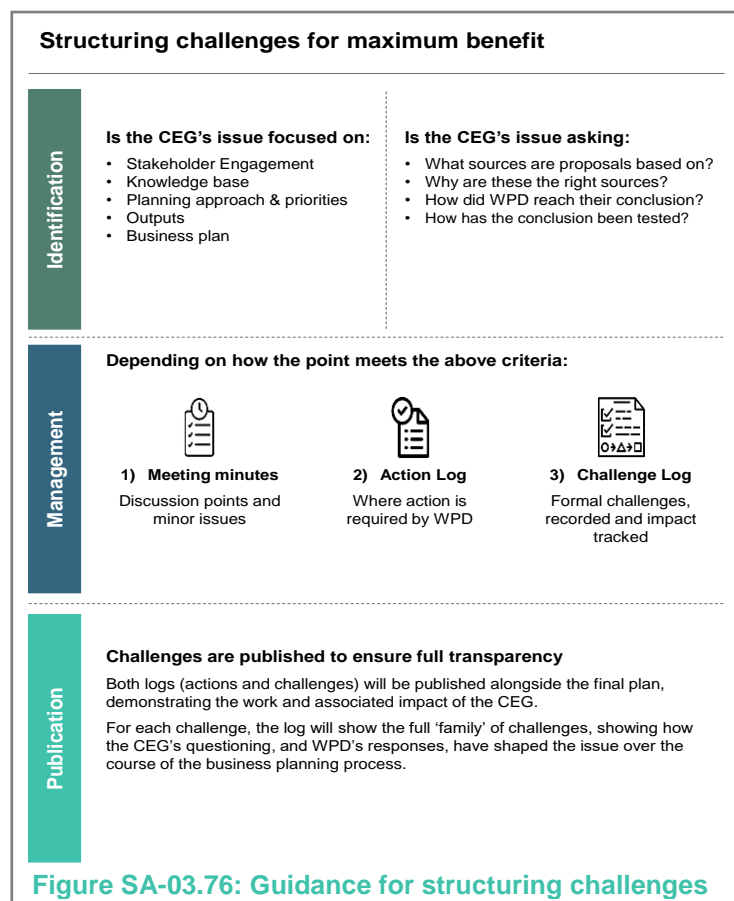 Structuring challenges for maximum benefit
Identification
Is the CEG's issue focused on:
• Stakeholder Engagement
• Knowledge base
• Planning approach & priorities
• Outputs
• Business plan
Is the CEG's issue asking:
• What sources are proposals based on?
• Why are these the right sources?
• How did WPD reach their conclusion?
• How has the conclusion been tested?
Management
Depending on how the point meets the above criteria:
1) Meeting minutes
Discussion points and
minor issues
2) Action Log
Where action is
required by WPD
3) Challenge Log
Formal challenges,
recorded and impact
tracked
Publication
Challenges are published to ensure full transparency
Both logs (actions and challenges) will be published alongside the final plan,
demonstrating the work and associated impact of the CEG.
For each challenge, the log will show the full ‘family’ of challenges, showing how
the CEG's questioning, and WPD's responses, have shaped the issue over the
course of the business planning process.
Figure SA-03.76: Guidance for structuring challenges